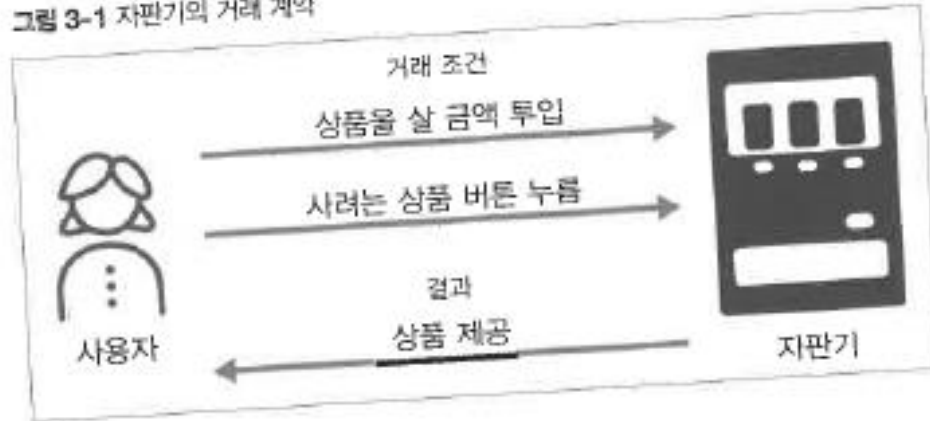 그림 3-1 자판기의 거래 계약
거래 조건
상품울 살 금액 투입
사려는 상품 버튼 누름
결과
상품 제공
사용자
자판기